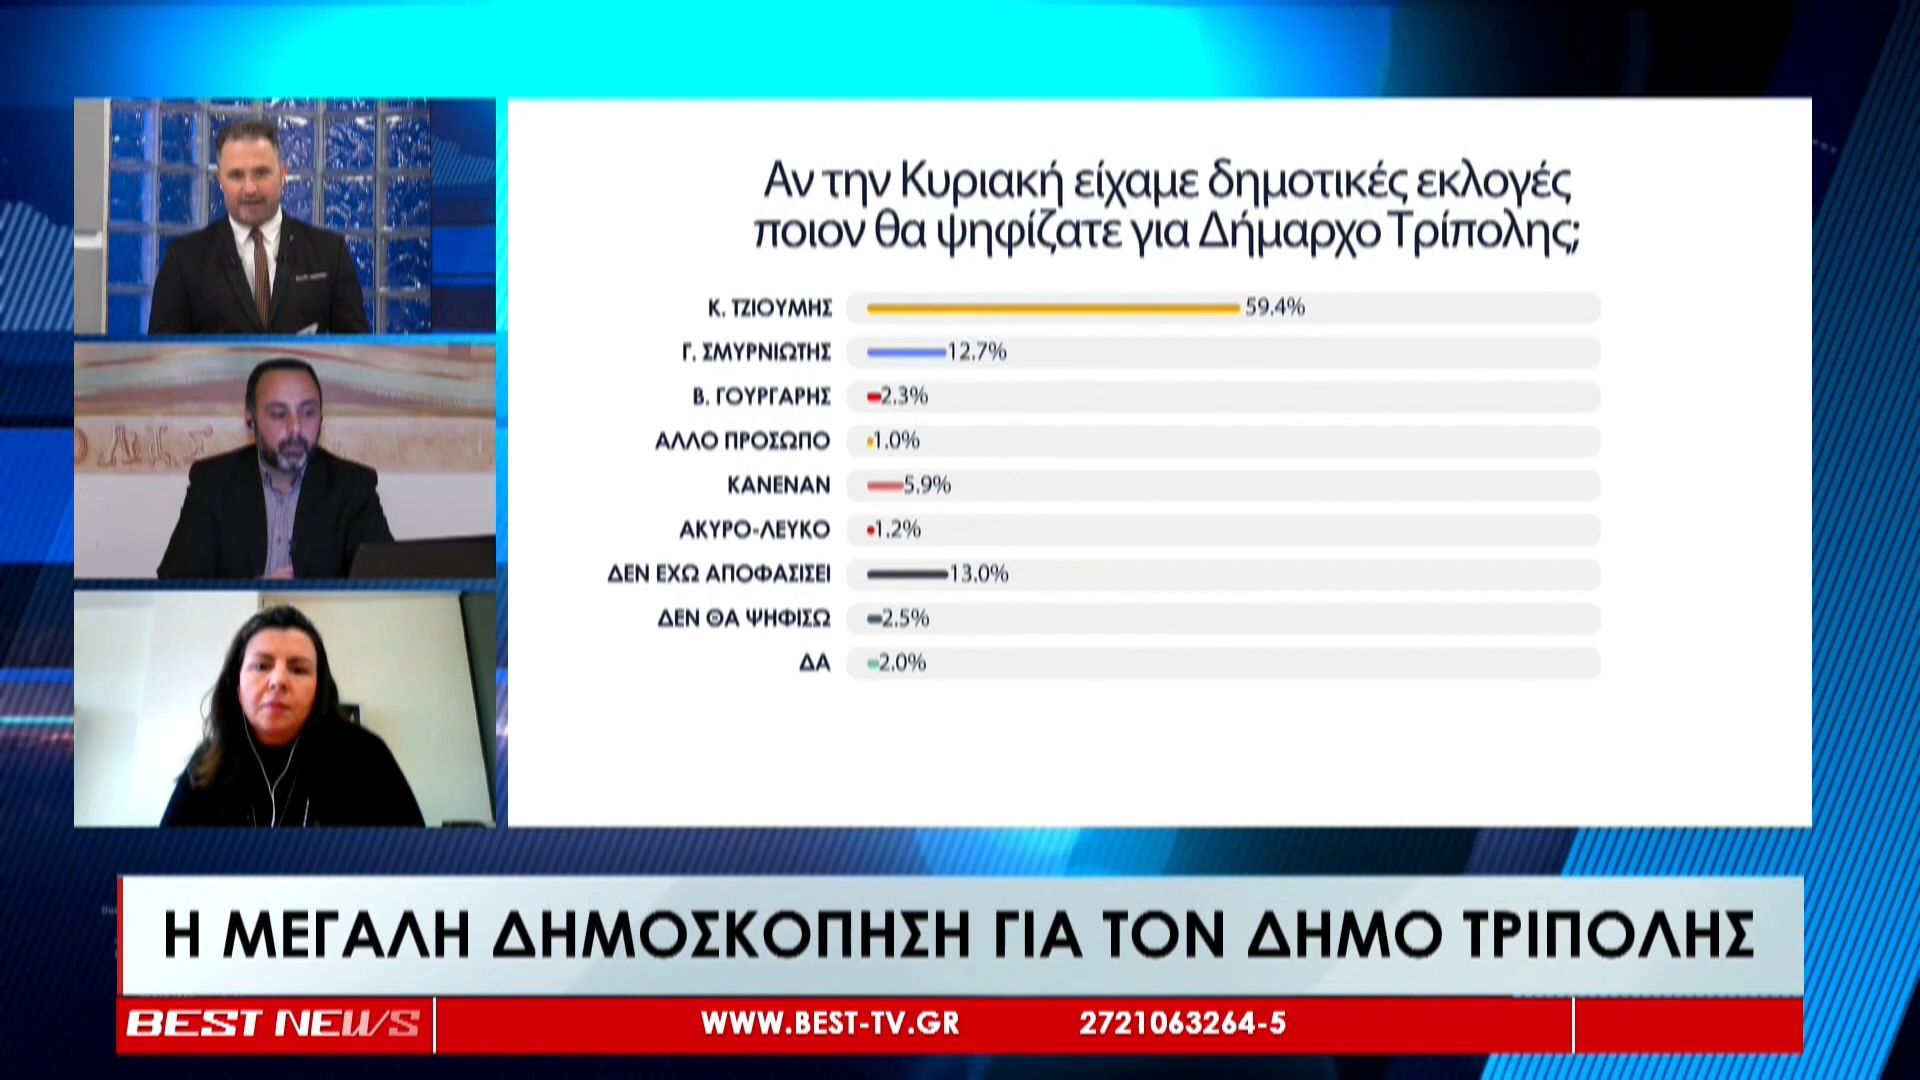 Αν την Κυριακή είχαμε δημοτικές εκλογές
ποιον θα ψηφίζατε για Δήμαρχο Τρίπολης;
Κ. ΤΖΙΟΥΜΗΣ 59.4%
Γ. ΣΜΥΡΝΙΩΤΗΣ 12.7%
Β. ΓΟΥΡΓΑΡΗΣ 2.3%
ΑΛΛΟ ΠΡΟΣΩΠΟ 1.0%
ΚΑΝΕΝΑΝ 5.9%
ΑΚΥΡΟ-ΛΕΥΚΟ 1.2%
ΔΕΝ ΕΧΩ ΑΠΟΦΑΣΙΣΕΙ 13.0%
ΔΕΝ ΘΑ ΨΗΦΙΣΩ 2.5%
ΔΑ 2.0%
Η ΜΕΓΑΛΗ ΔΗΜΟΣΚΟΠΗΣΗ ΓΙΑ ΤΟΝ ΔΗΜΟ ΤΡΙΠΟΛΗΣ
BEST NEWS WWW.BEST-TV.GR 2721063264-5